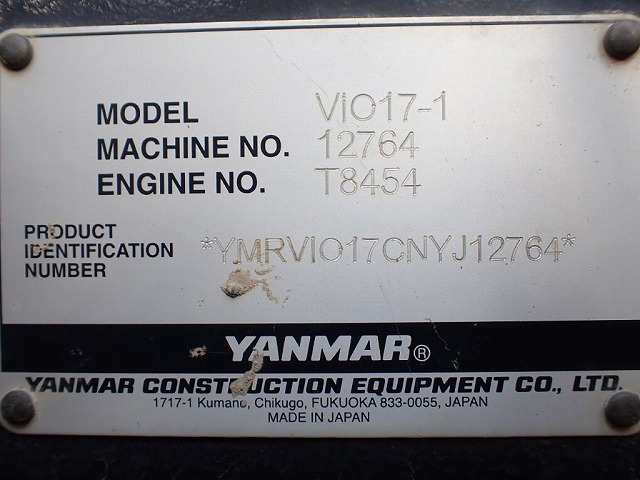 MODEL ViO17-1
MACHINE NO. 12764
ENGINE NO. T8454
PRODUCT
IDENTIFICATION
NUMBER
*YMRVIO17CNYJ12764*
YANMAR®
YANMAR CONSTRUCTION EQUIPMENT CO., LTD.
1717-1 Kumano, Chikugo, FUKUOKA 833-0055, JAPAN
MADE IN JAPAN